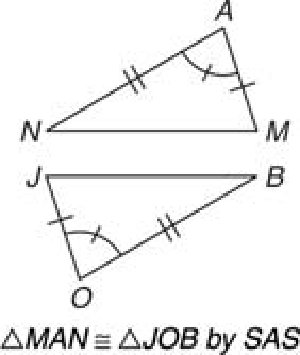 A
N M
J B
O
△MAN ≅ △JOB by SAS